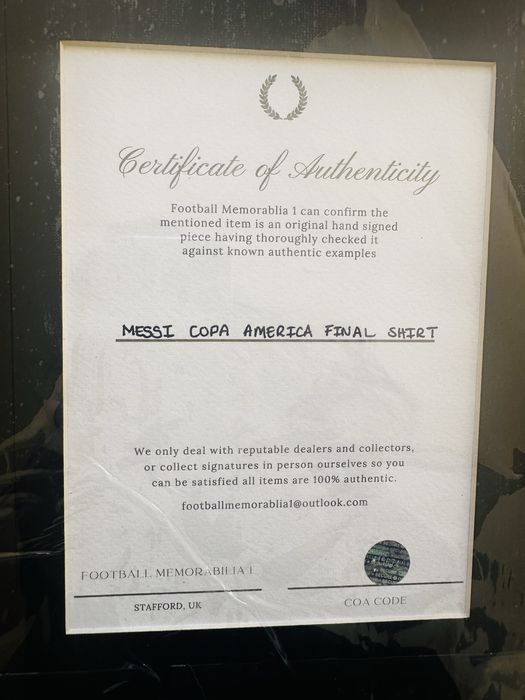 Certificate of Authenticity
Football Memorablia 1 can confirm the
mentioned item is an original hand signed
piece having thoroughly checked it
against known authentic examples
MESSI COPA AMERICA FINAL SHIRT
We only deal with reputable dealers and collectors,
or collect signatures in person ourselves so you
can be satisfied all items are 100% authentic.
footballmemorablia1@outlook.com
FOOTBALL MEMORABILIA 1
STAFFORD, UK
COA CODE